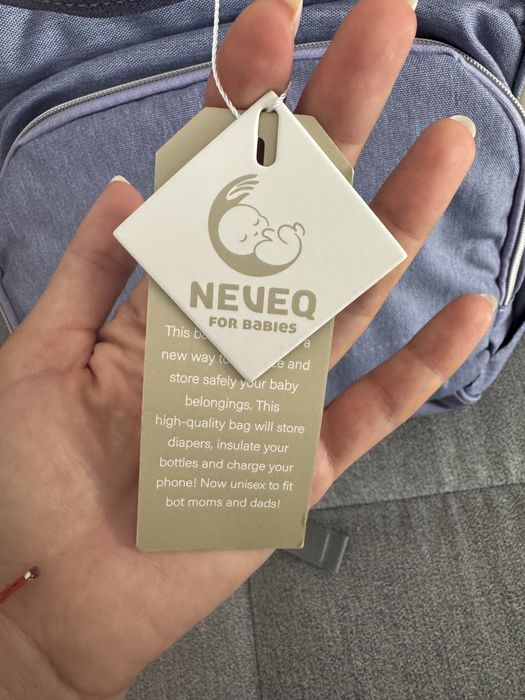 NEVEQ
FOR BaBIES
This a
new way to and
store safely your baby
belongings. This
high-quality bag will store
diapers, insulate your
bottles and charge your
phone! Now unisex to fit
bot moms and dads!